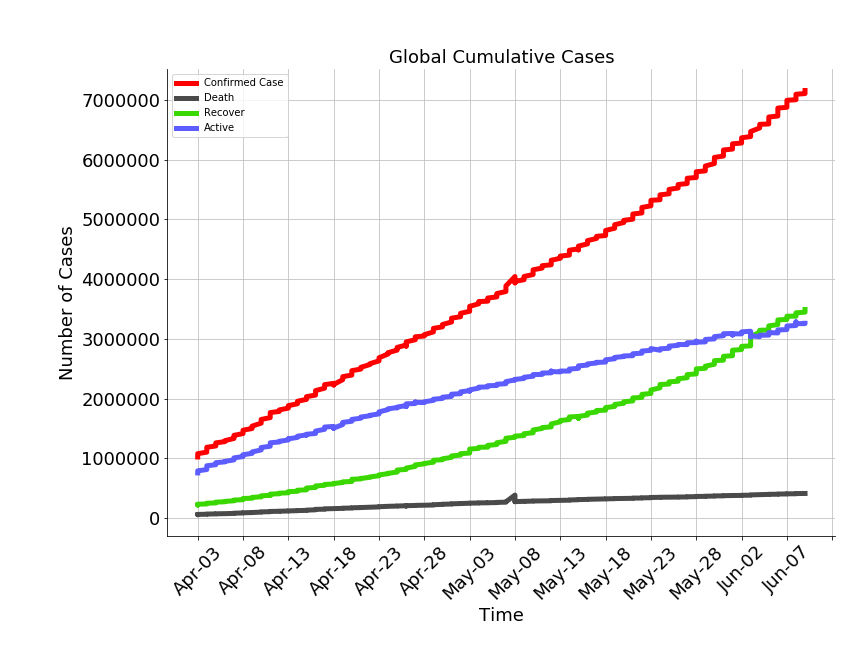 Global Cumulative Cases
Confirmed Case
Death
Recover
Active
7000000
6000000
5000000
4000000
3000000
2000000
1000000
0
Number of Cases
Apr-03 Apr-08 Apr-13 Apr-18 Apr-23 Apr-28 May-03 May-08 May-13 May-18 May-23 May-28 Jun-02 Jun-07
Time